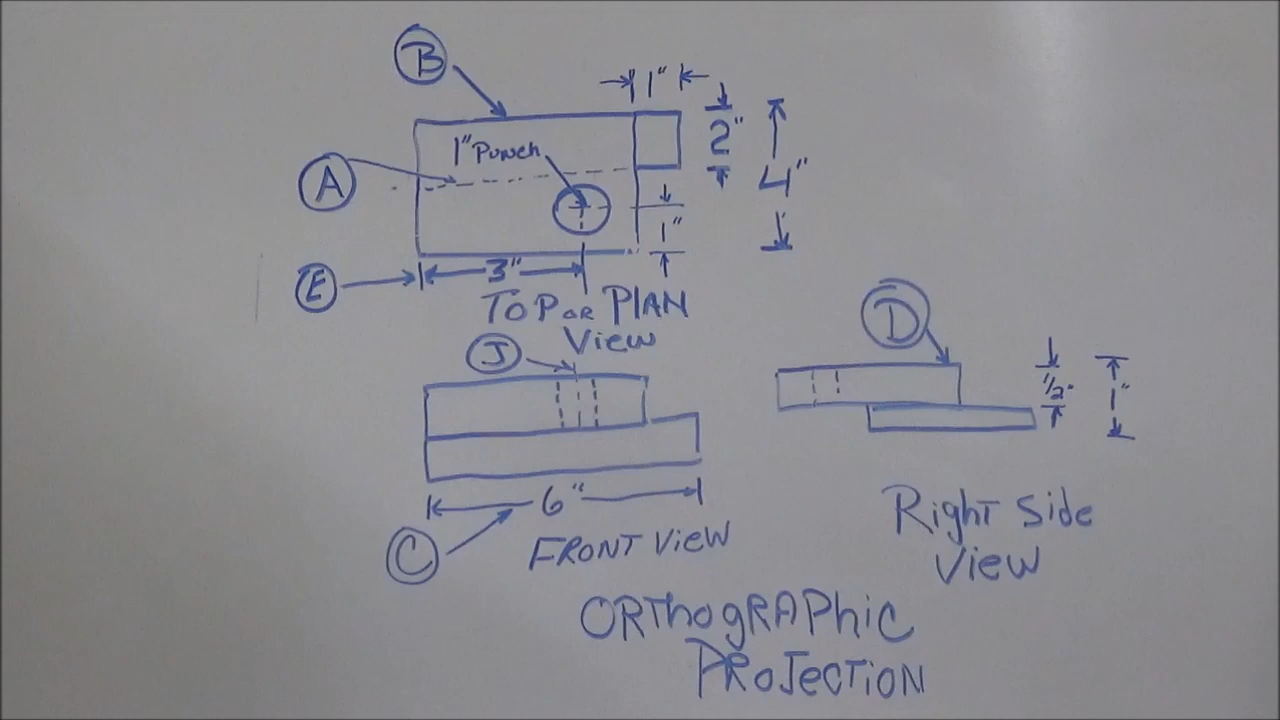 B
1"
2"
4"
1" Punch
A
1"
E
3"
TOP or PLAN
View
J
D
1/2"
1"
6"
C
FRONT View
Right Side
View
ORThogRAPhic
PROJECTION